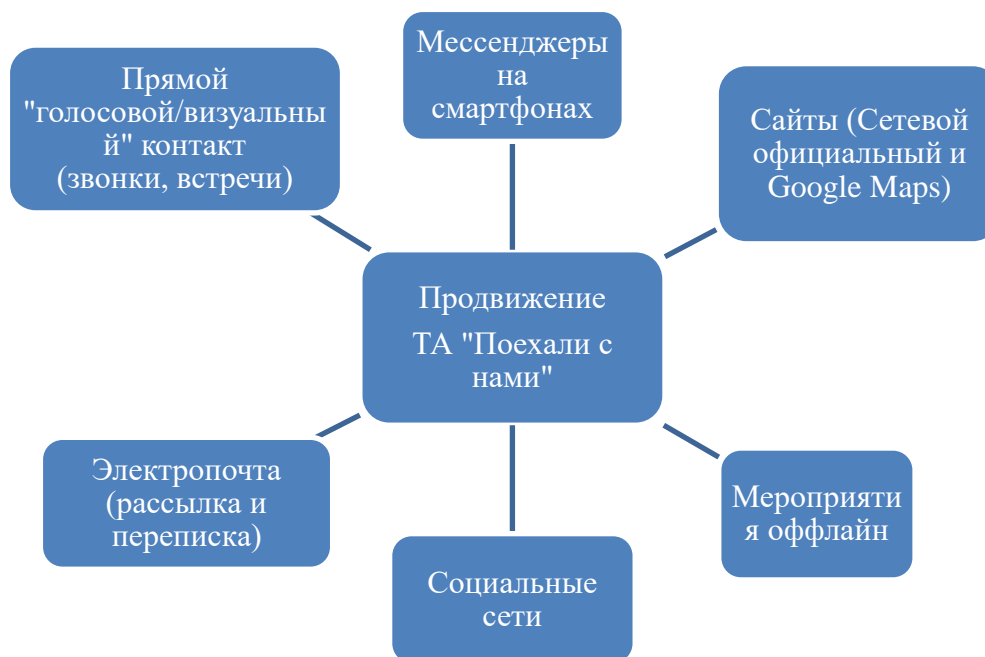 Мессенджеры
на
смартфонах
Прямой
"голосовой/визуальны
й" контакт
(звонки, встречи)
Сайты (Сетевой
официальный и
Google Maps)
Продвижение
ТА "Поехали с
нами"
Электропочта
(рассылка и
переписка)
Мероприяти
я оффлайн
Социальные
сети